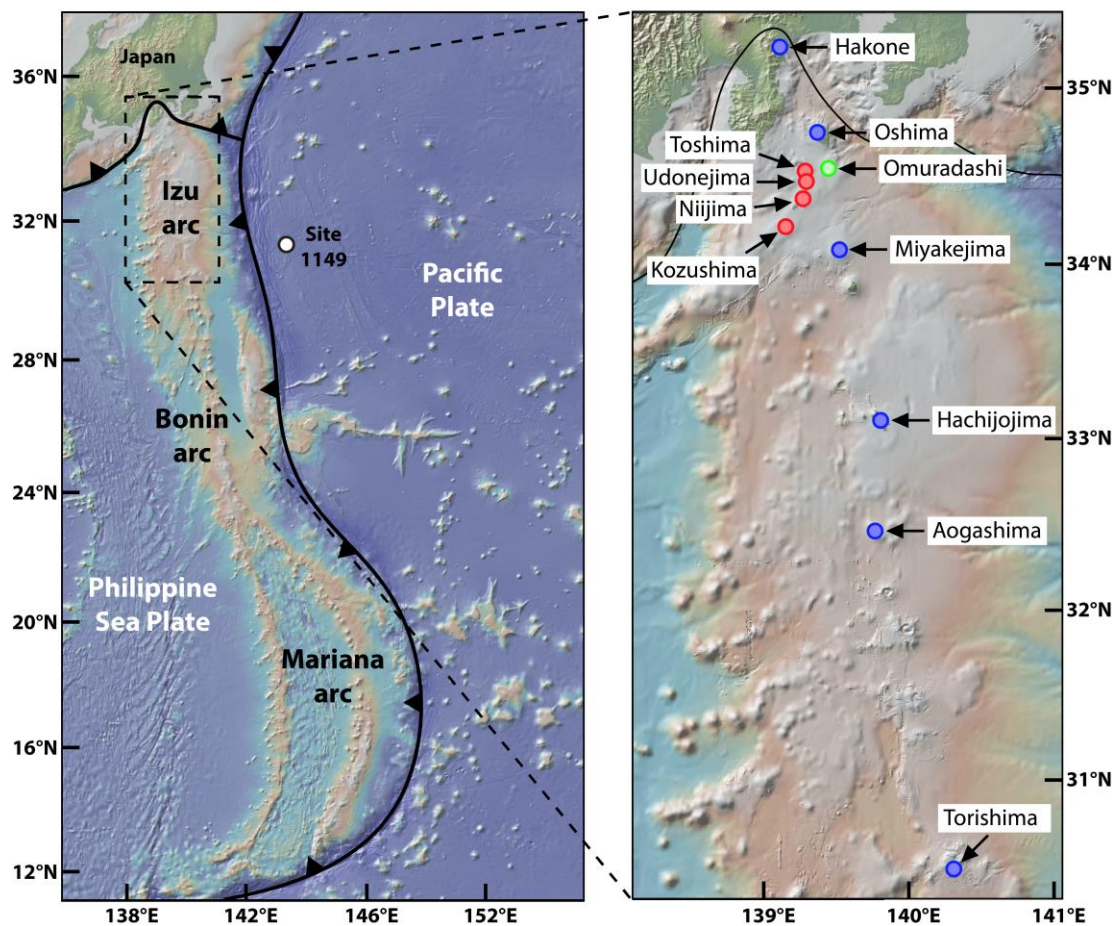 Japan
36°N
32°N
28°N
24°N
20°N
16°N
12°N
138°E
142°E
146°E
152°E
Izu
arc
Site
1149
Pacific
Plate
Bonin
arc
Philippine
Sea Plate
Mariana
arc
Hakone
35°N
Oshima
Toshima
Omuradashi
Udonejima
Niijima
Kozushima
Miyakejima
34°N
Hachijojima
33°N
Aogashima
32°N
31°N
Torishima
139°E
140°E
141°E